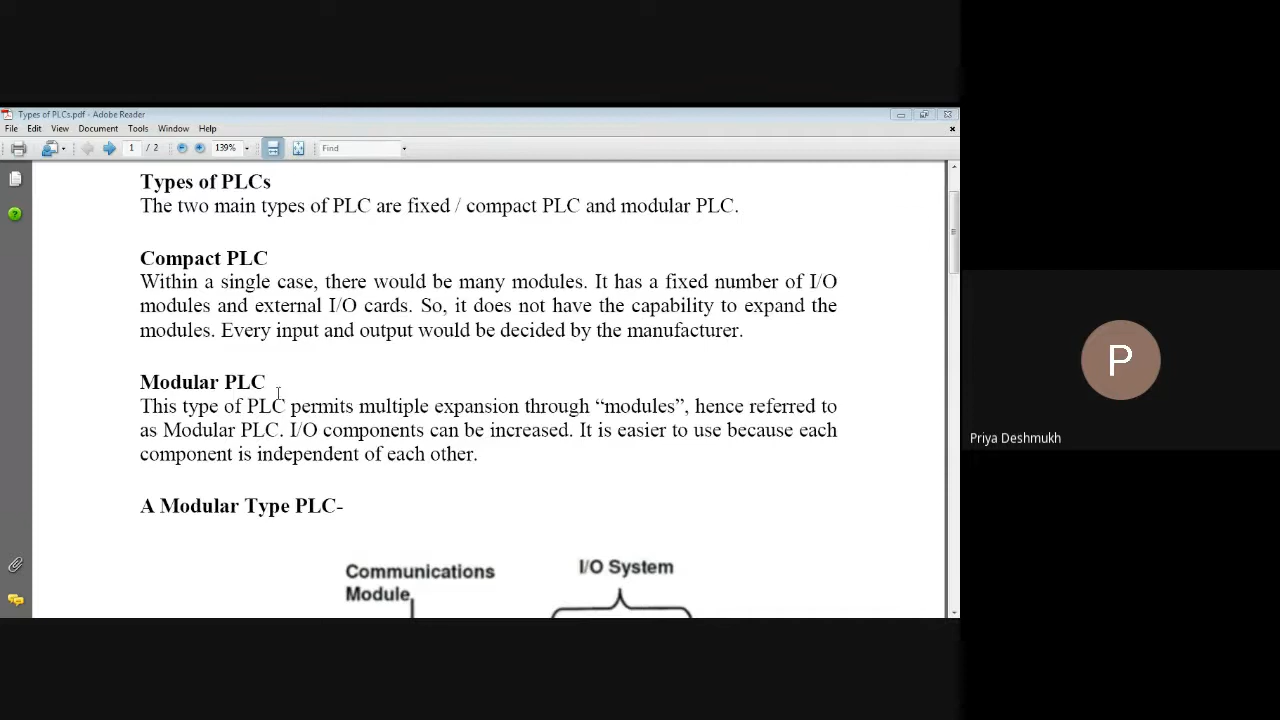 Types of PLCs.pdf - Adobe Reader
File Edit View Document Tools Window Help
1 / 2 139% Find
Types of PLCs
The two main types of PLC are fixed / compact PLC and modular PLC.
Compact PLC
Within a single case, there would be many modules. It has a fixed number of I/O
modules and external I/O cards. So, it does not have the capability to expand the
modules. Every input and output would be decided by the manufacturer.
Modular PLC
This type of PLC permits multiple expansion through “modules”, hence referred to
as Modular PLC. I/O components can be increased. It is easier to use because each
component is independent of each other.
A Modular Type PLC-
Communications
Module
I/O System
P
Priya Deshmukh